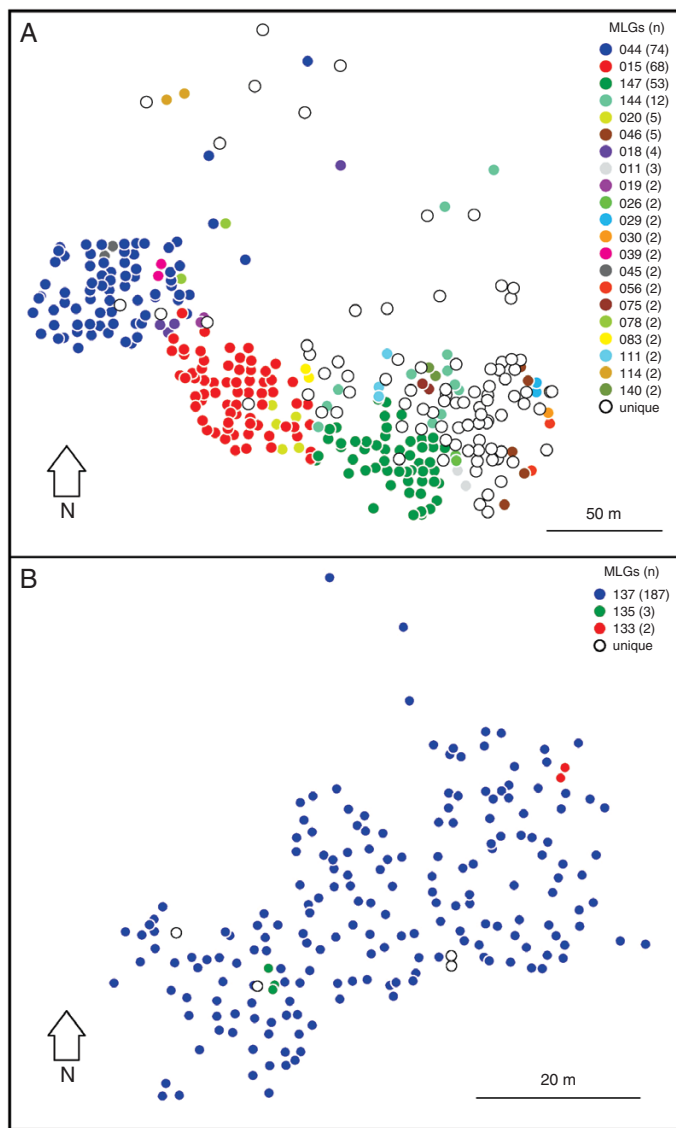 A
MLGs (n)
044 (74)
015 (68)
147 (53)
144 (12)
020 (5)
046 (5)
018 (4)
011 (3)
019 (2)
026 (2)
029 (2)
030 (2)
039 (2)
045 (2)
056 (2)
075 (2)
078 (2)
083 (2)
111 (2)
114 (2)
140 (2)
unique
N
50 m
B
MLGs (n)
137 (187)
135 (3)
133 (2)
unique
N
20 m